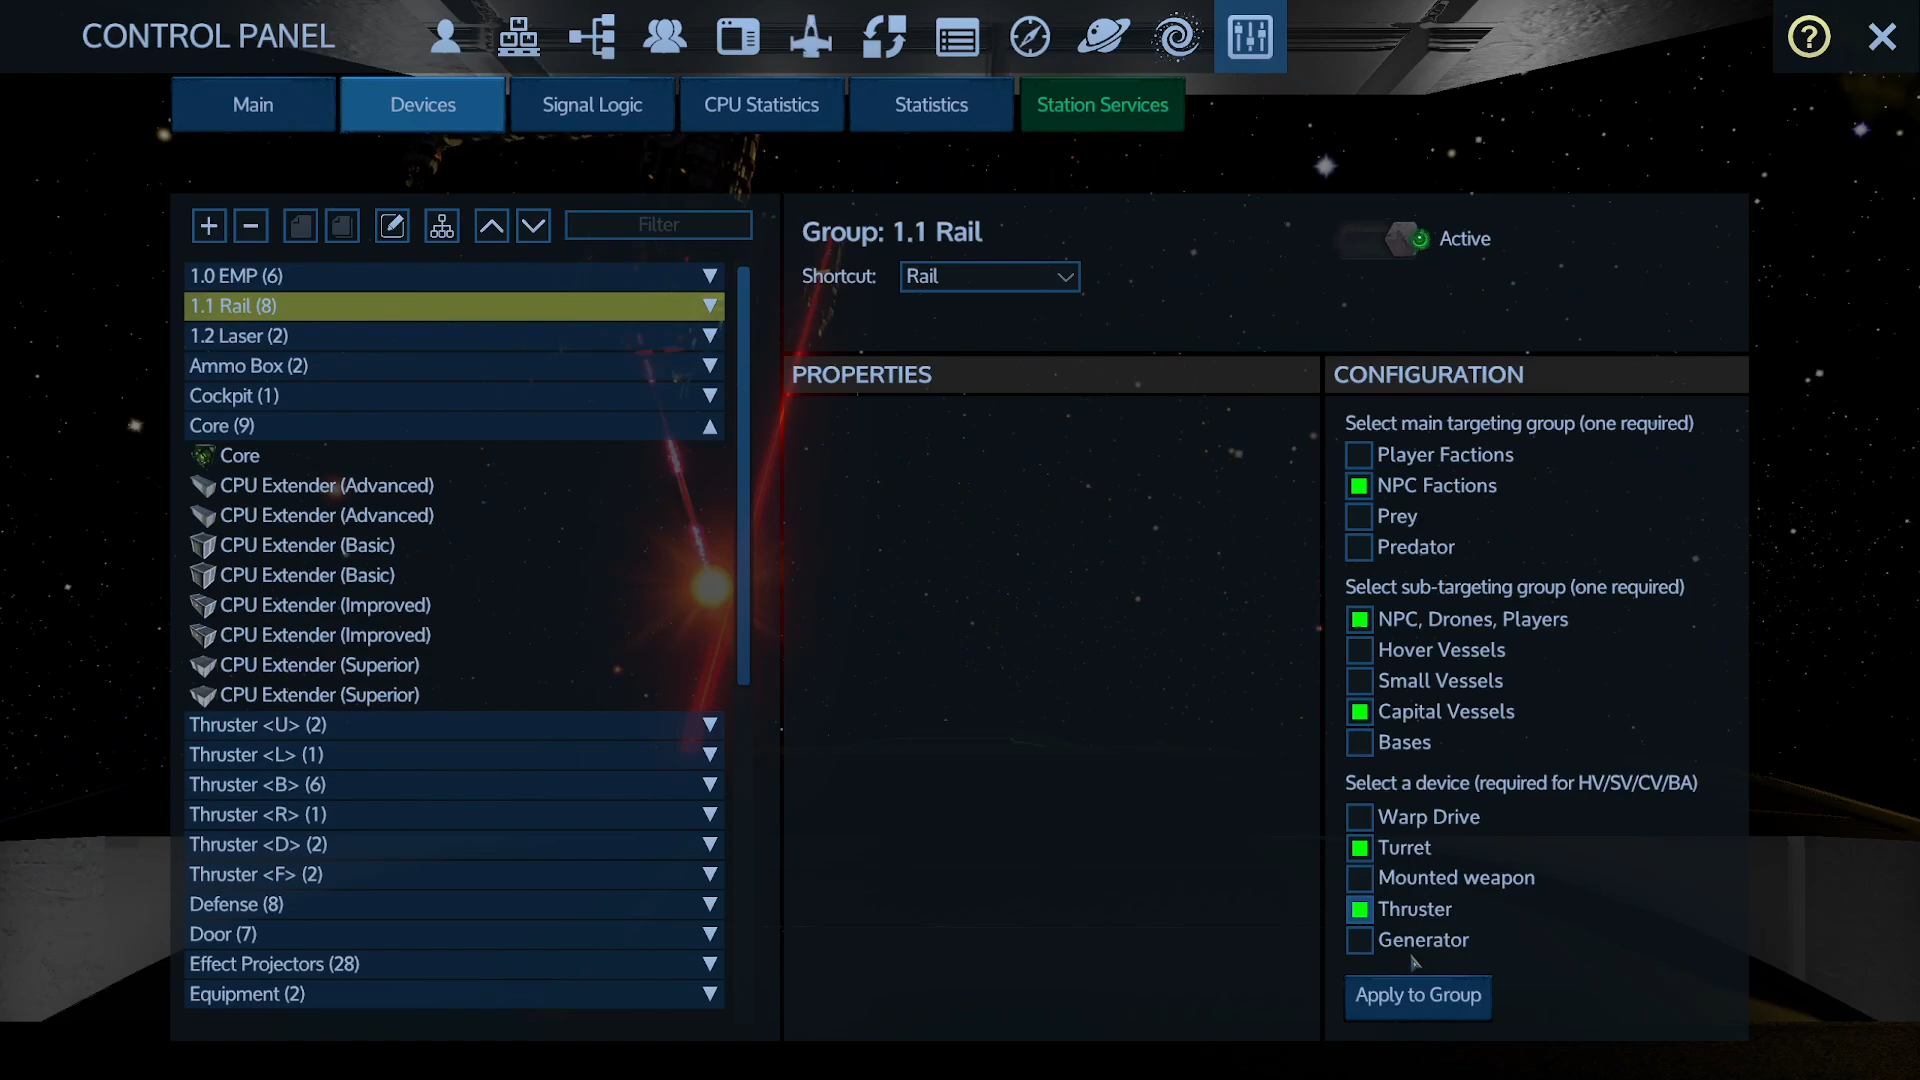 CONTROL PANEL
?
Main
Devices
Signal Logic
CPU Statistics
Statistics
Station Services
Filter
1.0 EMP (6)
1.1 Rail (8)
1.2 Laser (2)
Ammo Box (2)
Cockpit (1)
Core (9)
Core
CPU Extender (Advanced)
CPU Extender (Advanced)
CPU Extender (Basic)
CPU Extender (Basic)
CPU Extender (Improved)
CPU Extender (Improved)
CPU Extender (Superior)
CPU Extender (Superior)
Thruster <U> (2)
Thruster <L> (1)
Thruster <B> (6)
Thruster <R> (1)
Thruster <D> (2)
Thruster <F> (2)
Defense (8)
Door (7)
Effect Projectors (28)
Equipment (2)
Group: 1.1 Rail
Active
Shortcut: Rail
PROPERTIES
CONFIGURATION
Select main targeting group (one required)
Player Factions
NPC Factions
Prey
Predator
Select sub-targeting group (one required)
NPC, Drones, Players
Hover Vessels
Small Vessels
Capital Vessels
Bases
Select a device (required for HV/SV/CV/BA)
Warp Drive
Turret
Mounted weapon
Thruster
Generator
Apply to Group